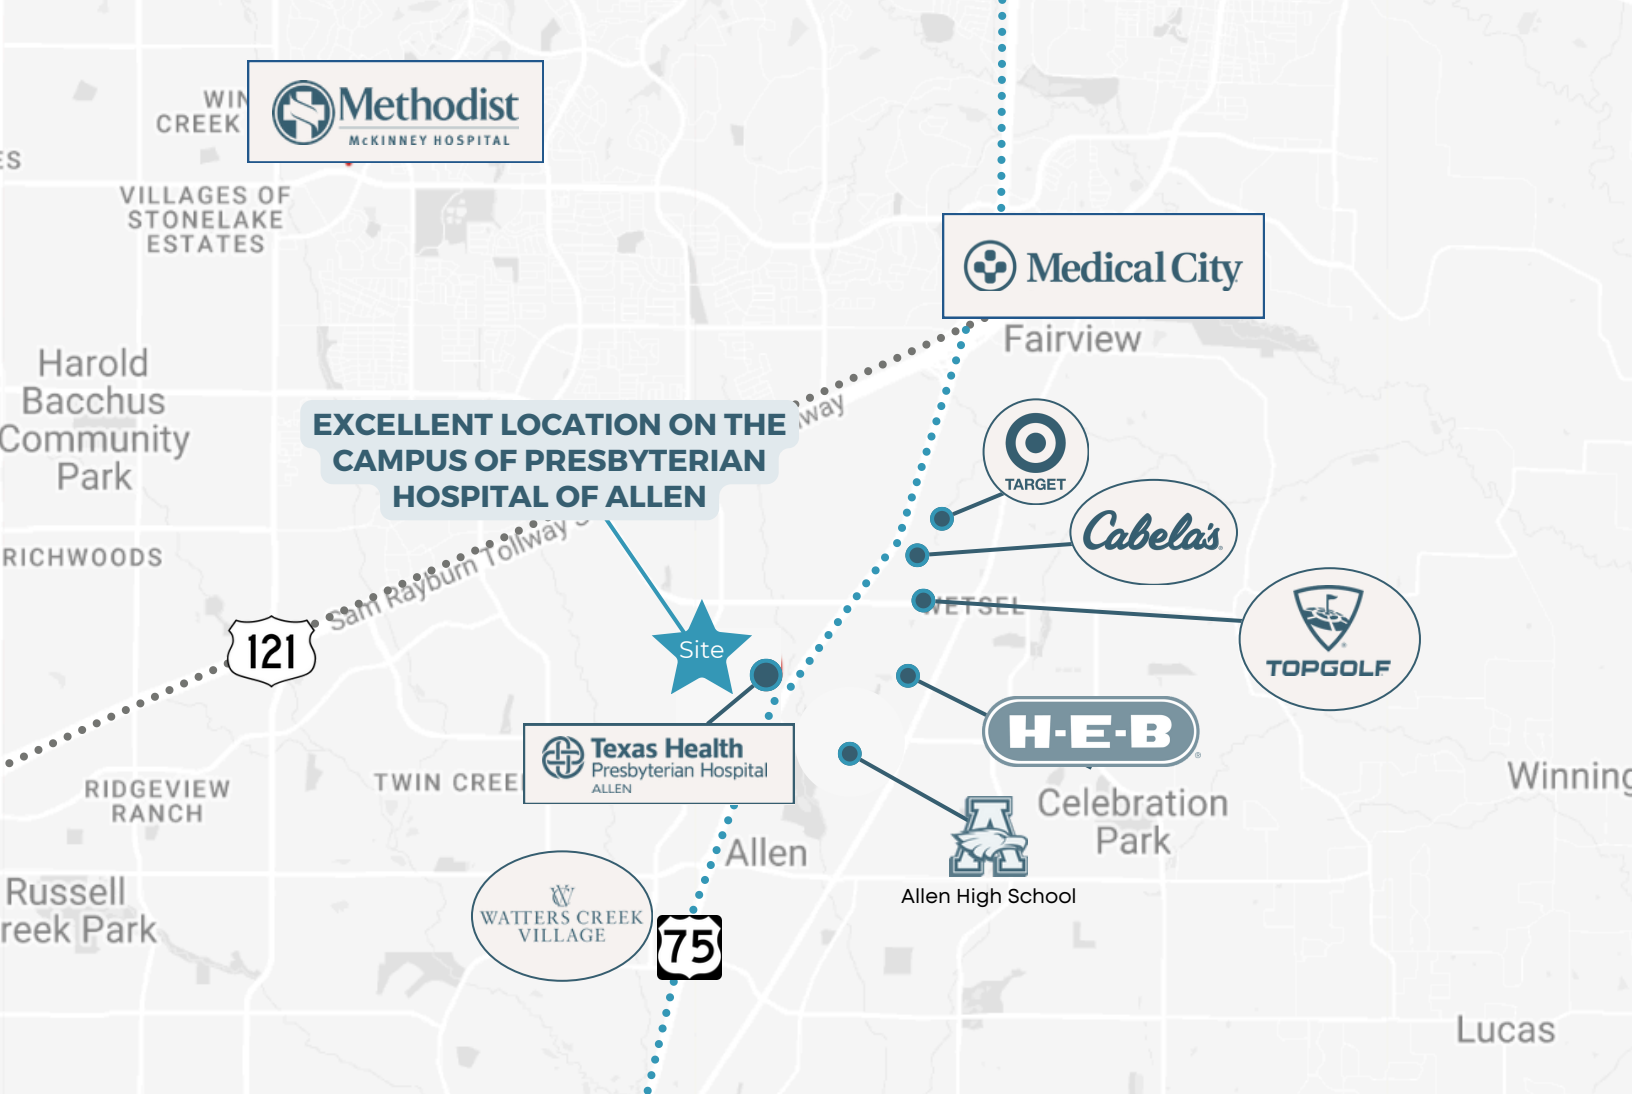 WIN
CREEK
Methodist
McKINNEY HOSPITAL
ES
VILLAGES OF
STONELAKE
ESTATES
Medical City
Fairview
Harold
Bacchus
Community
Park
EXCELLENT LOCATION ON THE
CAMPUS OF PRESBYTERIAN
HOSPITAL OF ALLEN
way
TARGET
Cabela's
RICHWOODS
Sam Rayburn Tollway S
WETSEL
TOPGOLF
121
Site
H-E-B
Texas Health
Presbyterian Hospital
ALLEN
TWIN CREE
RIDGEVIEW
RANCH
Winning
Celebration
Park
Allen
A
Allen High School
Russell
reek Park
W
WATTERS CREEK
VILLAGE
75
Lucas